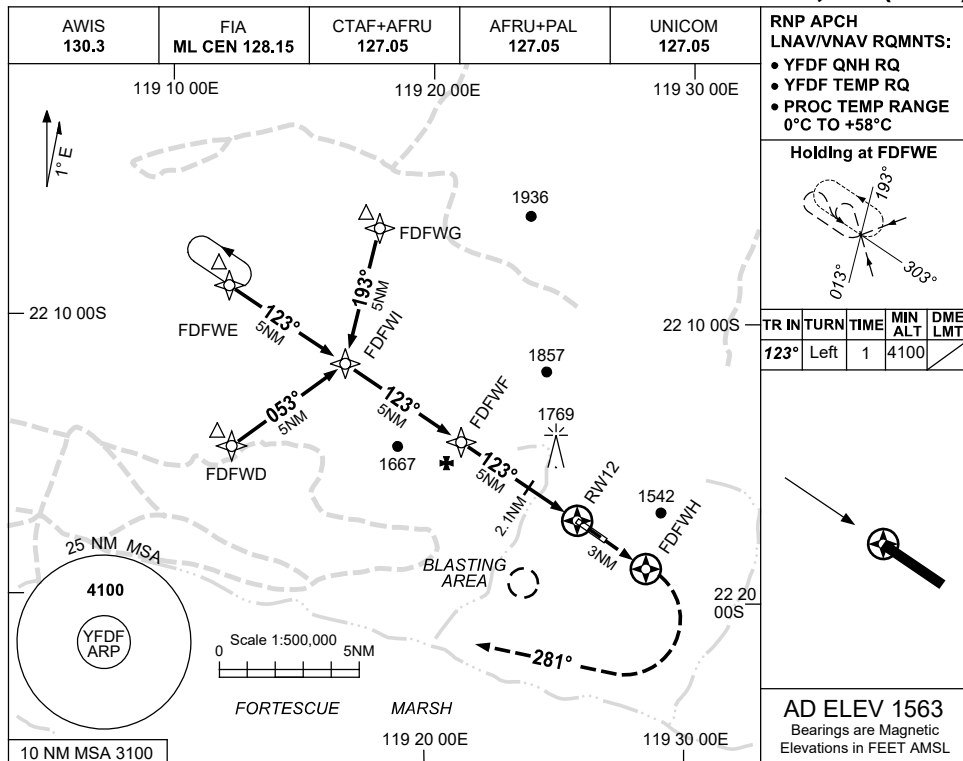 AWIS
130.3
FIA
ML CEN 128.15
CTAF+AFRU
127.05
AFRU+PAL
127.05
UNICOM
127.05
RNP APCH
LNAV/VNAV RQMNTS:
• YFDF QNH RQ
• YFDF TEMP RQ
• PROC TEMP RANGE
0°C TO +58°C
119 10 00E
119 20 00E
119 30 00E
1° E
Holding at FDFWE
193°
013°
303°
1936
FDFWG
193°
5NM
22 10 00S
22 10 00S
FDFWE
123°
5NM
FDFWI
TR IN TURN TIME MIN ALT DME LMT
123° Left 1 4100
1857
053°
5NM
123°
5NM
FDFWF
1769
FDFWD
1667
123°
5NM
RW12
2.1NM
1542
FDFWH
3NM
25 NM MSA
4100
YFDF
ARP
BLASTING
AREA
22 20
00S
Scale 1:500,000
0 5NM
281°
FORTESCUE MARSH
10 NM MSA 3100
119 20 00E
119 30 00E
AD ELEV 1563
Bearings are Magnetic
Elevations in FEET AMSL